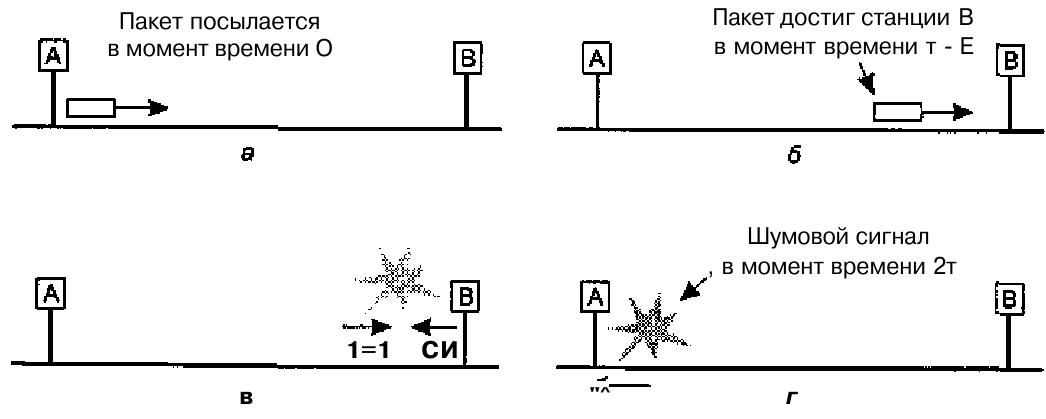 Пакет посылается
в момент времени О
А
В
а
Пакет достиг станции В
в момент времени т - Е
А
В
б
А
В
1=1 СИ
в
Шумовой сигнал
, в момент времени 2т
А
В
г